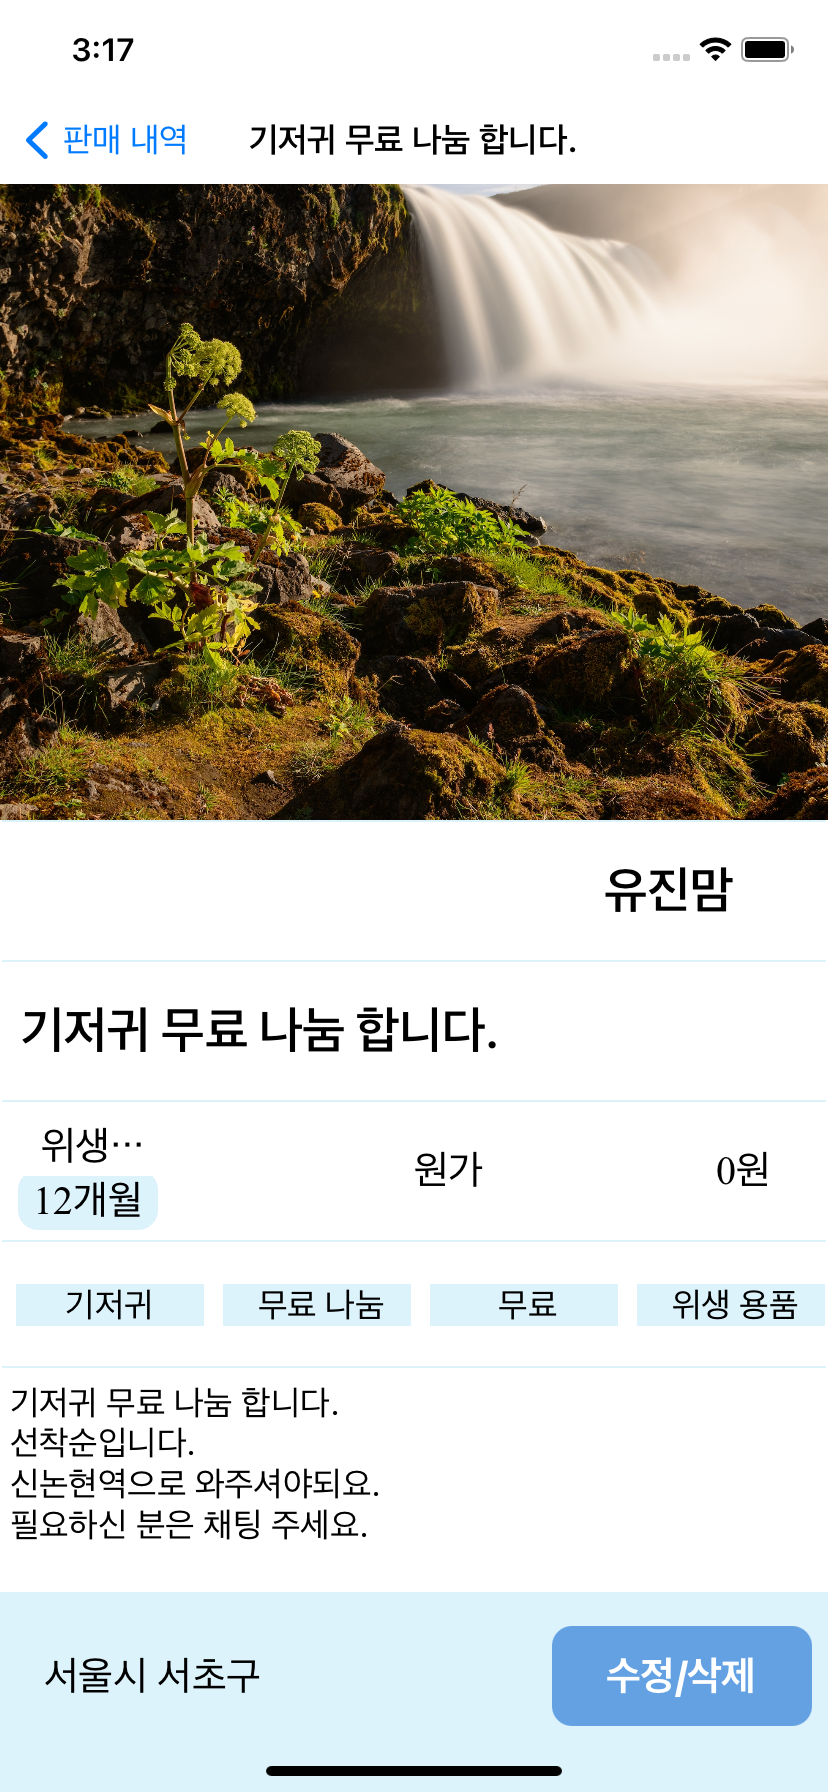 3:17
판매 내역 기저귀 무료 나눔 합니다.
유진맘
기저귀 무료 나눔 합니다.
위생…
12개월
원가 0원
기저귀 무료 나눔 무료 위생 용품
기저귀 무료 나눔 합니다.
선착순입니다.
신논현역으로 와주셔야되요.
필요하신 분은 채팅 주세요.
서울시 서초구 수정/삭제